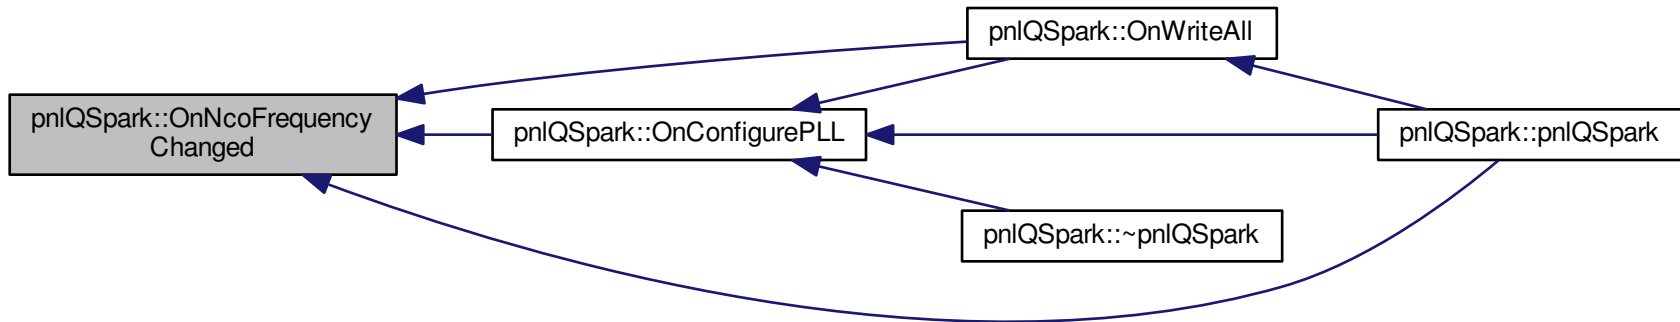 pnlQSpark::OnWriteAll
pnlQSpark::OnNcoFrequency
Changed
pnlQSpark::OnConfigurePLL
pnlQSpark::pnlQSpark
pnlQSpark::~pnlQSpark